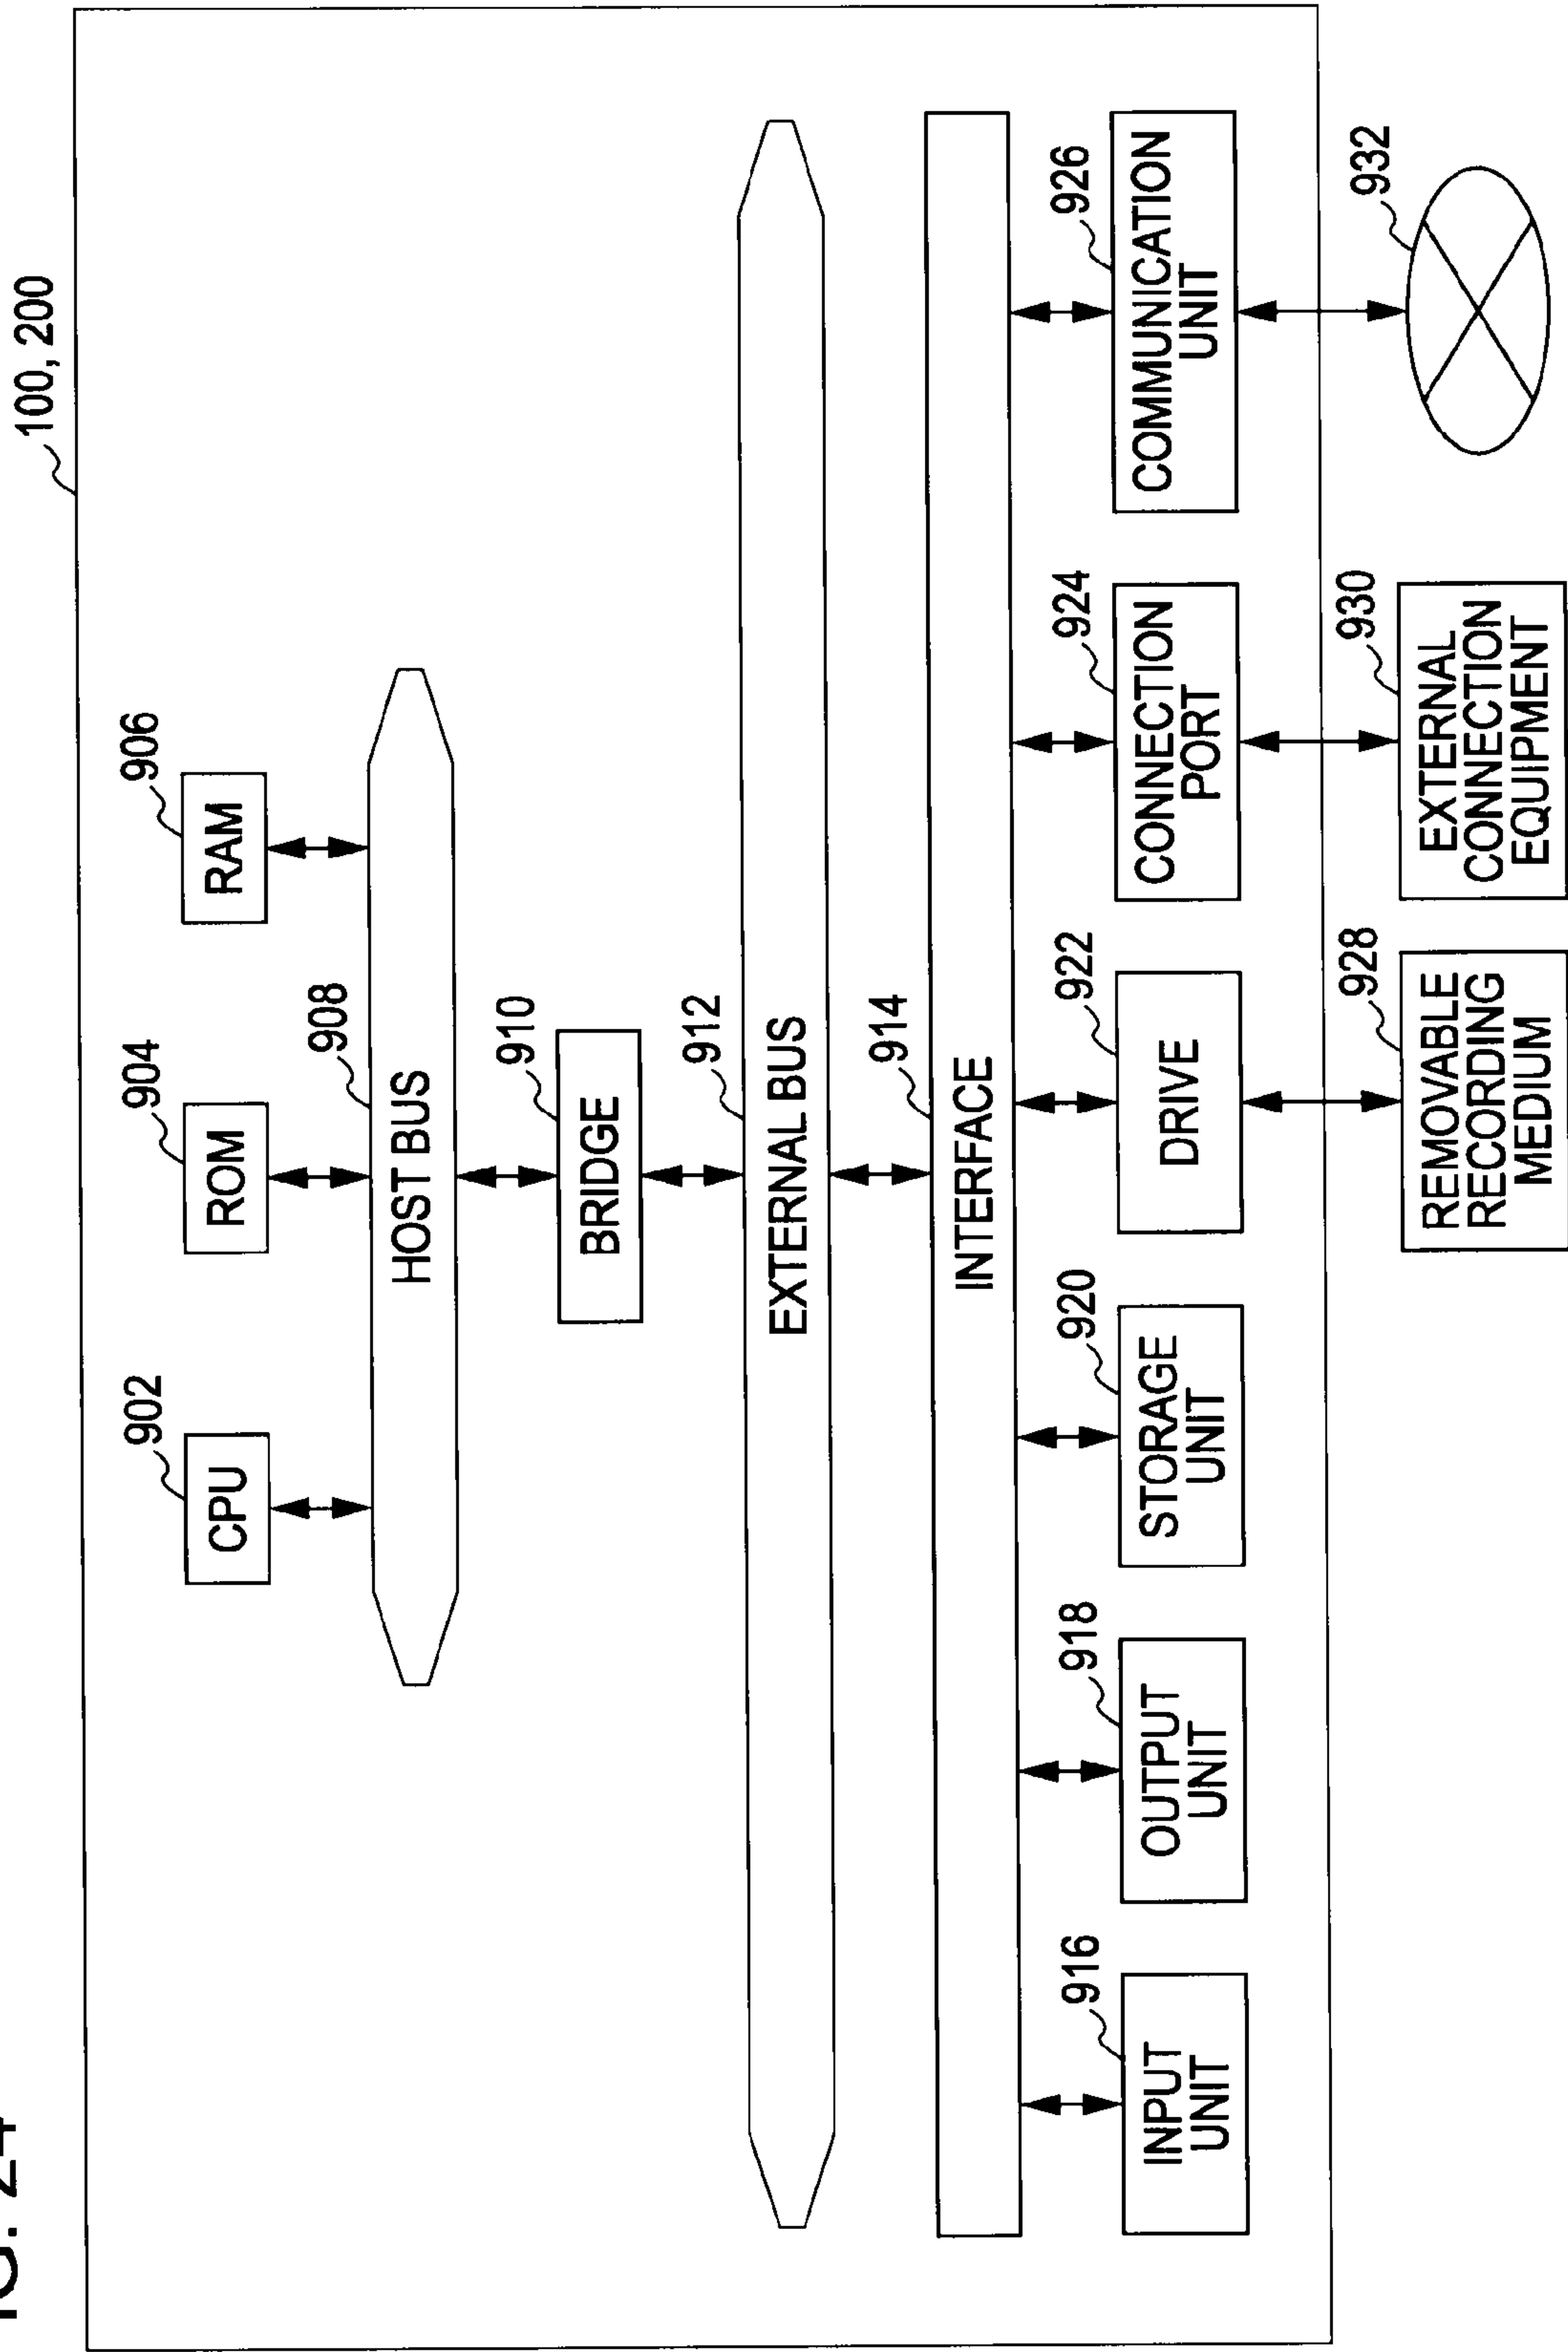 FIG. 24
100, 200
902
904
906
CPU
ROM
RAM
908
HOST BUS
910
BRIDGE
912
EXTERNAL BUS
914
INTERFACE
916
918
920
922
924
926
INPUT
UNIT
OUTPUT
UNIT
STORAGE
UNIT
DRIVE
CONNECTION
PORT
COMMUNICATION
UNIT
928
930
932
REMOVABLE
RECORDING
MEDIUM
EXTERNAL
CONNECTION
EQUIPMENT